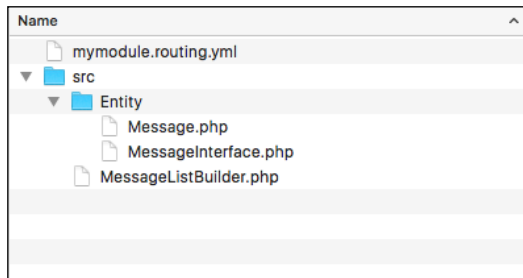 Name
mymodule.routing.yml
src
Entity
Message.php
MessageInterface.php
MessageListBuilder.php